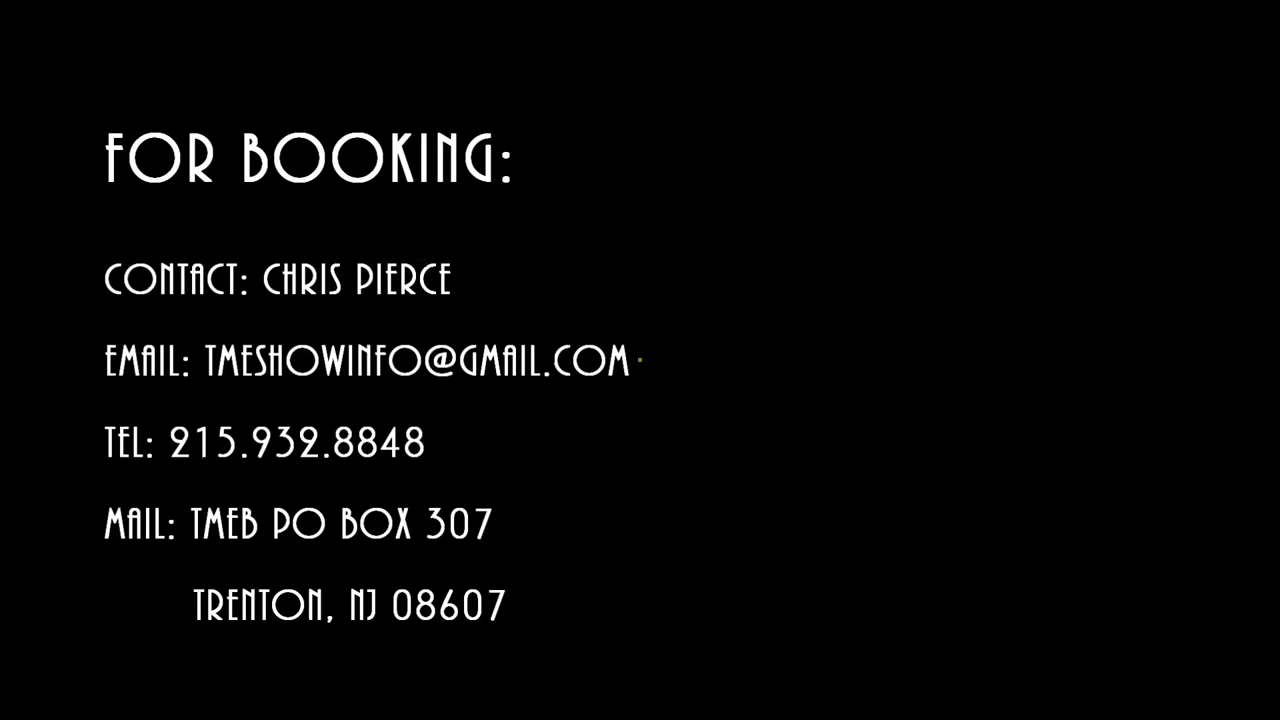 FOR BOOKING:
CONTACT: CHRIS PIERCE
EMAIL: TMESHOWINFO@GMAIL.COM
TEL: 215.932.8848
MAIL: TMEB PO BOX 307
TRENTON, NJ 08607